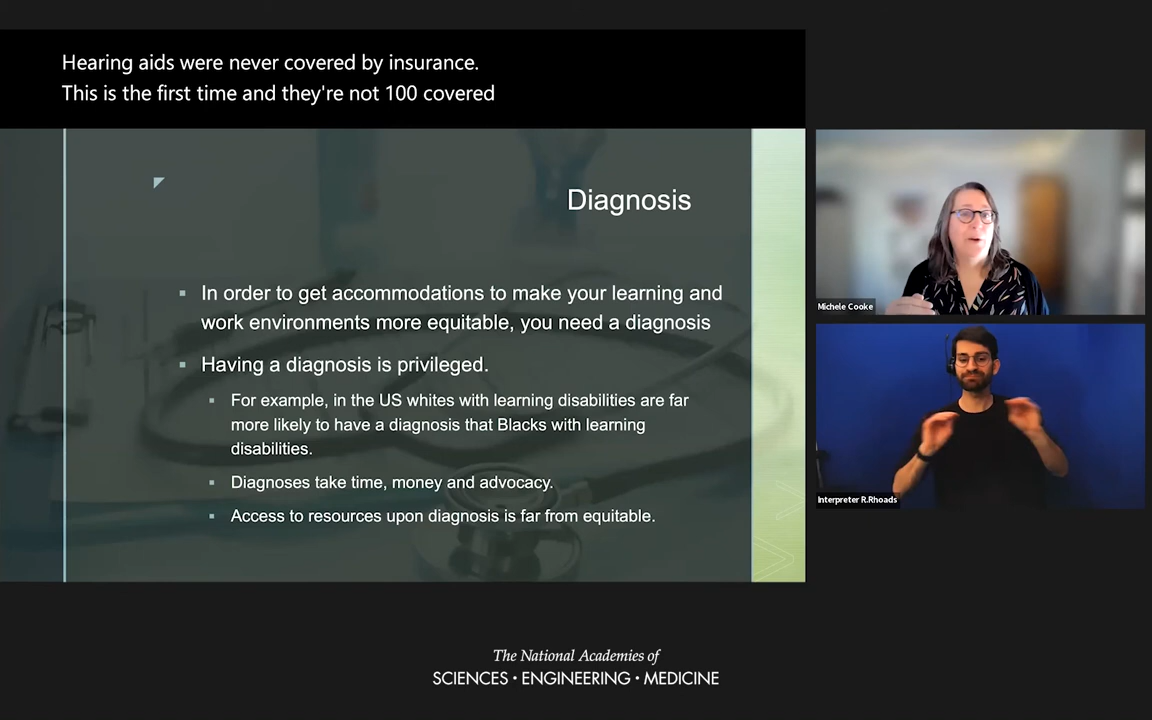 Hearing aids were never covered by insurance.
This is the first time and they're not 100 covered
Diagnosis
▪ In order to get accommodations to make your learning and
work environments more equitable, you need a diagnosis
▪ Having a diagnosis is privileged.
▪ For example, in the US whites with learning disabilities are far
more likely to have a diagnosis that Blacks with learning
disabilities.
▪ Diagnoses take time, money and advocacy.
▪ Access to resources upon diagnosis is far from equitable.
Michele Cooke
Interpreter R.Rhoads
The National Academies of
SCIENCES · ENGINEERING · MEDICINE